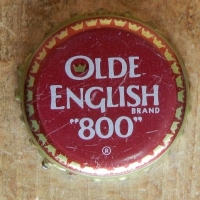 OLDE
ENGLISH
BRAND
"800"
®